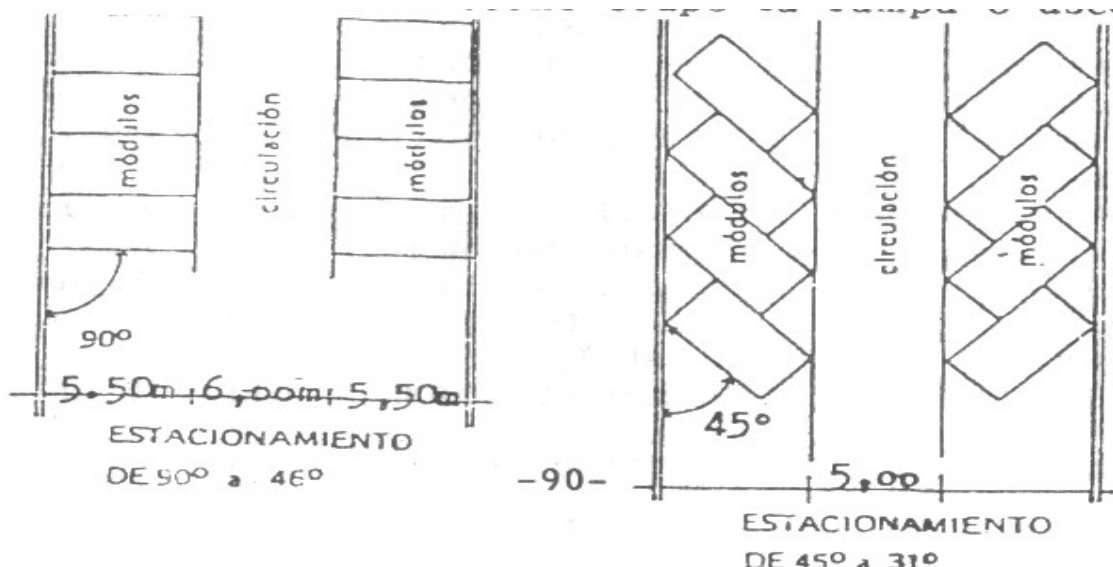 módulos
circulación
módulos
90º
5.50m 6,00m 5,50m
ESTACIONAMIENTO
DE 90º a 46º
-90-
módulos
circulación
módulos
45º
5,00
ESTACIONAMIENTO
DE 45º a 31º